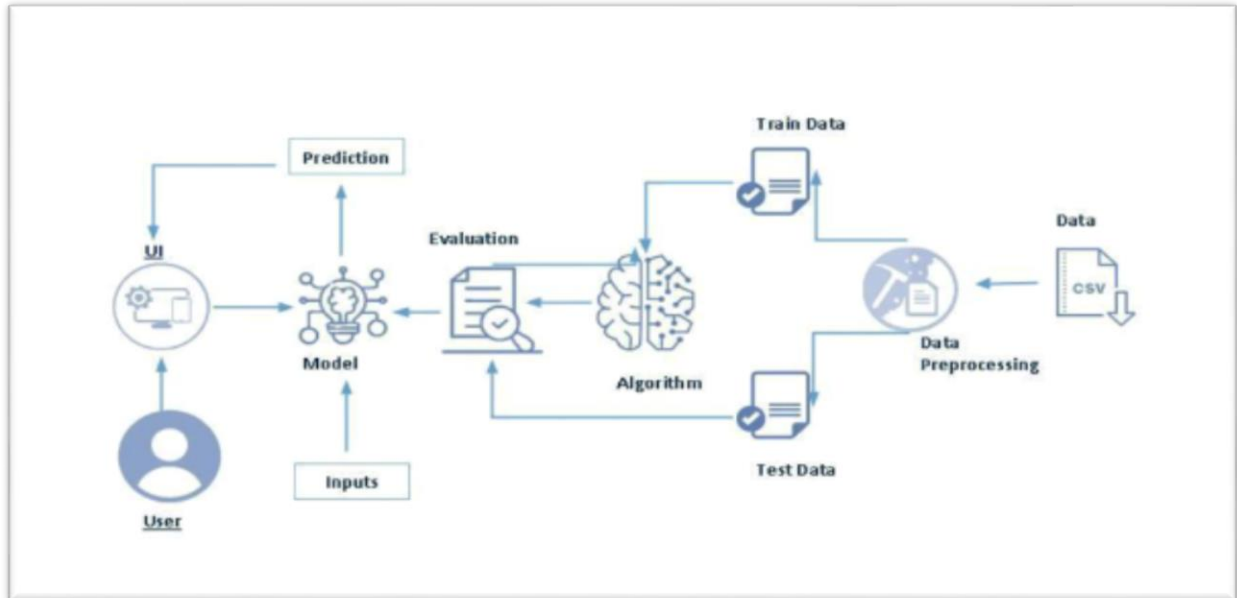 Train Data
Prediction
Data
Evaluation
UI
CSV
Model
Data
Preprocessing
Algorithm
Test Data
Inputs
User